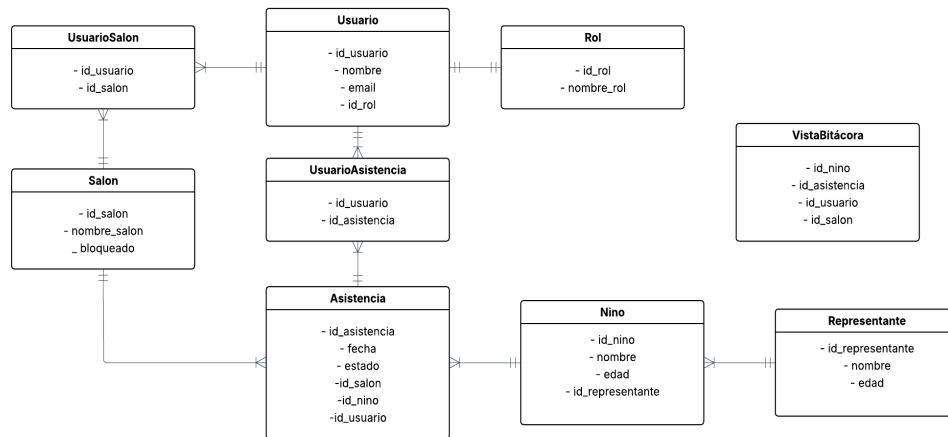 UsuarioSalon
- id_usuario
- id_salon
Usuario
- id_usuario
- nombre
- email
- id_rol
Rol
- id_rol
- nombre_rol
VistaBitácora
- id_nino
- id_asistencia
- id_usuario
- id_salon
Salon
- id_salon
- nombre_salon
_ bloqueado
UsuarioAsistencia
- id_usuario
- id_asistencia
Asistencia
- id_asistencia
- fecha
- estado
-id_salon
-id_nino
-id_usuario
Nino
- id_nino
- nombre
- edad
- id_representante
Representante
- id_representante
- nombre
- edad